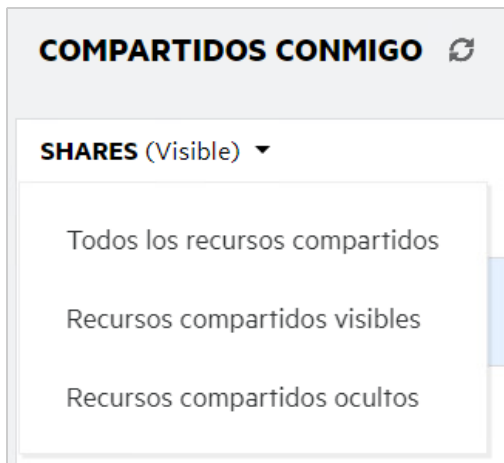 COMPARTIDOS CONMIGO
SHARES (Visible)
Todos los recursos compartidos
Recursos compartidos visibles
Recursos compartidos ocultos